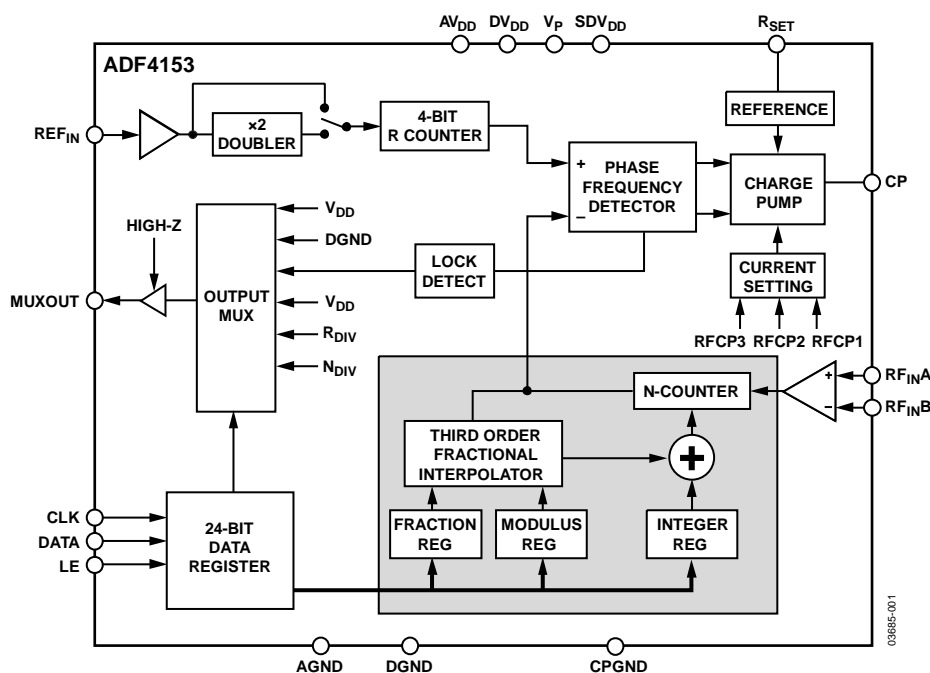 AVDD DVDD VP SDVDD RSET
ADF4153
REFERENCE
REFIN
×2
DOUBLER
4-BIT
R COUNTER
+
−
PHASE
FREQUENCY
DETECTOR
CHARGE
PUMP
CP
HIGH-Z
MUXOUT
OUTPUT
MUX
VDD
DGND
LOCK
DETECT
VDD
RDIV
NDIV
CURRENT
SETTING
RFCP3 RFCP2 RFCP1
N-COUNTER
+
−
RFINA
RFINB
THIRD ORDER
FRACTIONAL
INTERPOLATOR
+
FRACTION
REG
MODULUS
REG
INTEGER
REG
CLK
DATA
LE
24-BIT
DATA
REGISTER
AGND DGND CPGND
03685-001